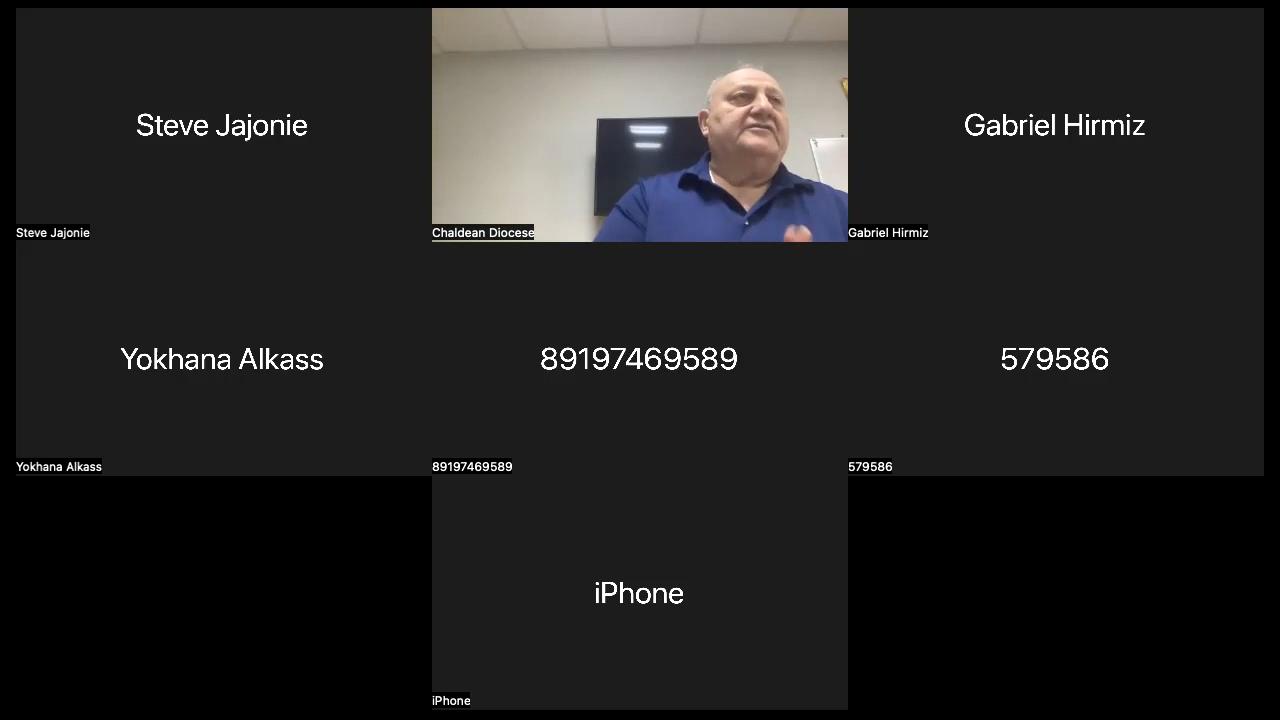 Steve Jajonie
Steve Jajonie
Chaldean Diocese
Gabriel Hirmiz
Gabriel Hirmiz
Yokhana Alkass
Yokhana Alkass
89197469589
89197469589
579586
579586
iPhone
iPhone